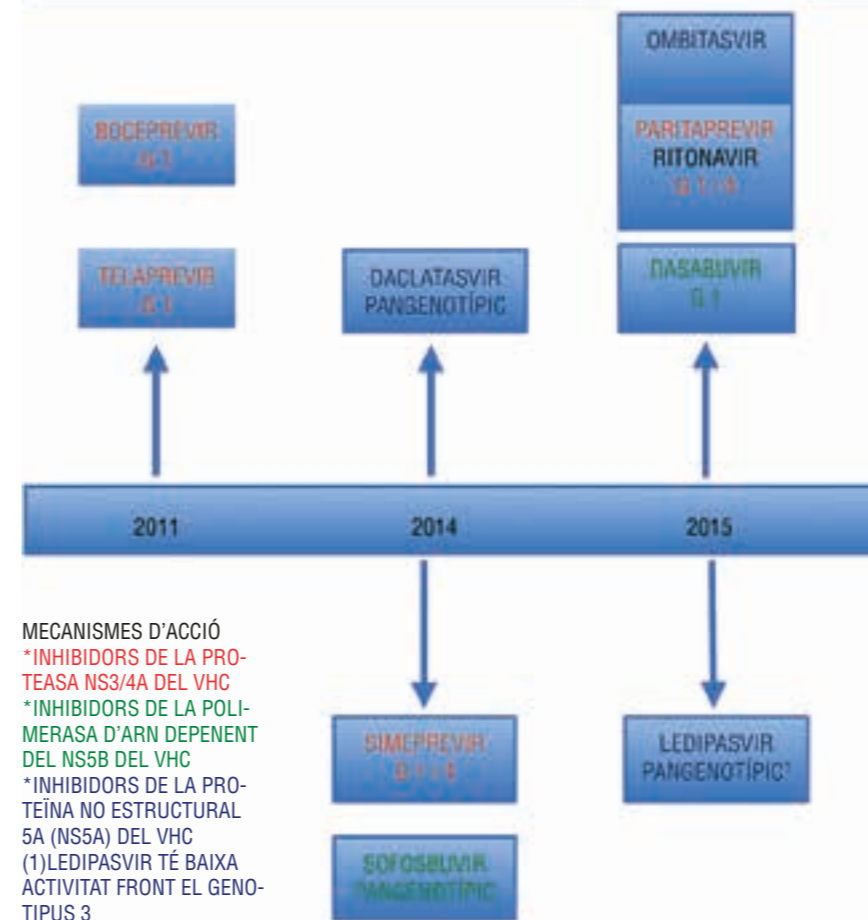 OMBITASVIR
BOCEPREVIR
G 1
PARITAPREVIR
RITONAVIR
TELAPREVIR
G 1
DACLATASVIR
PANGENOTÍPIC
DASABUVIR
G 1
2011
2014
2015
MECANISMES D'ACCIÓ
*INHIBIDORS DE LA PRO-
TEASA NS3/4A DEL VHC
*INHIBIDORS DE LA POLI-
MERASA D'ARN DEPENENT
DEL NS5B DEL VHC
*INHIBIDORS DE LA PRO-
TEÏNA NO ESTRUCTURAL
5A (NS5A) DEL VHC
(1)LEDIPASVIR TÉ BAIXA
ACTIVITAT FRONT EL GENO-
TIPUS 3
SIMEPREVIR
SOFOSBUVIR
PANGENOTÍPIC
LEDIPASVIR
PANGENOTÍPIC¹